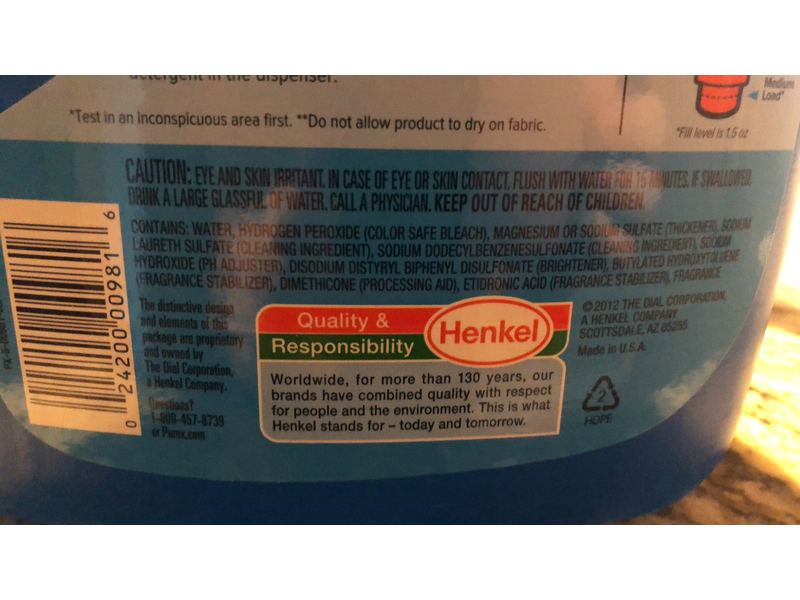 detergent in the dispenser.
*Test in an inconspicuous area first. **Do not allow product to dry on fabric.
Medium
Load*
*Fill level is 1.5 oz
CAUTION: EYE AND SKIN IRRITANT. IN CASE OF EYE OR SKIN CONTACT, FLUSH WITH WATER FOR 15 MINUTES. IF SWALLOWED,
DRINK A LARGE GLASSFUL OF WATER. CALL A PHYSICIAN. KEEP OUT OF REACH OF CHILDREN.
CONTAINS: WATER, HYDROGEN PEROXIDE (COLOR SAFE BLEACH), MAGNESIUM OR SODIUM SULFATE (THICKENER), SODIUM
LAURETH SULFATE (CLEANING INGREDIENT), SODIUM DODECYLBENZENESULFONATE (CLEANING INGREDIENT), SODIUM
HYDROXIDE (PH ADJUSTER), DISODIUM DISTYRYL BIPHENYL DISULFONATE (BRIGHTENER), BUTYLATED HYDROXYTOLUENE
(FRAGRANCE STABILIZER), DIMETHICONE (PROCESSING AID), ETIDRONIC ACID (FRAGRANCE STABILIZER), FRAGRANCE
0 24200 00981 6
The distinctive design
and elements of this
package are proprietary
and owned by
The Dial Corporation,
a Henkel Company.
Questions?
1-800-457-8739
or Purex.com
Quality &
Responsibility
Henkel
Worldwide, for more than 130 years, our
brands have combined quality with respect
for people and the environment. This is what
Henkel stands for – today and tomorrow.
©2012 THE DIAL CORPORATION,
A HENKEL COMPANY
SCOTTSDALE, AZ 85255
Made in U.S.A.
2
HDPE